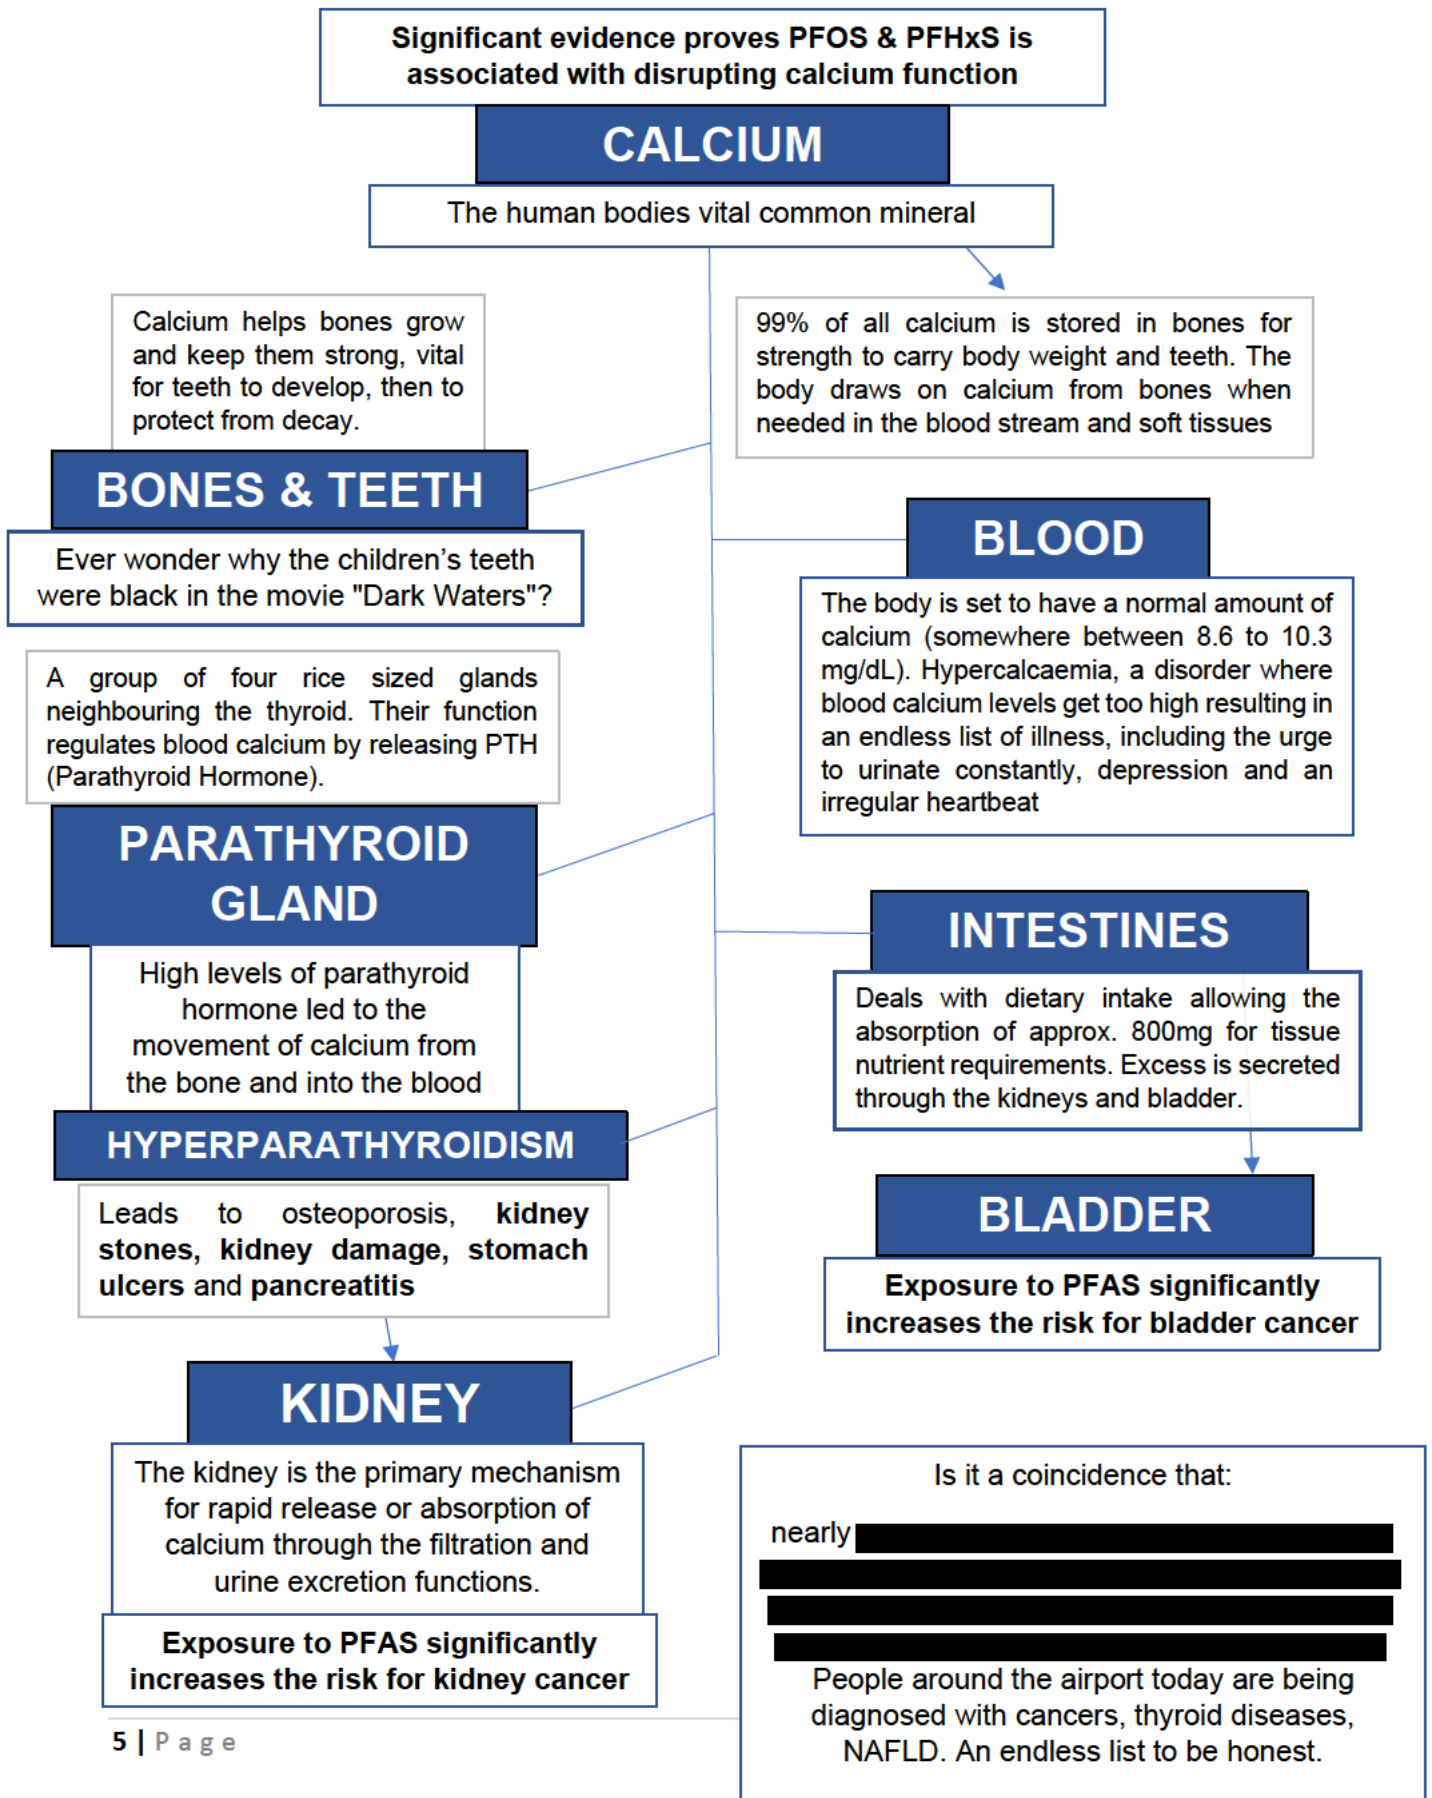 Significant evidence proves PFOS & PFHxS is
associated with disrupting calcium function
CALCIUM
The human bodies vital common mineral
Calcium helps bones grow
and keep them strong, vital
for teeth to develop, then to
protect from decay.
99% of all calcium is stored in bones for
strength to carry body weight and teeth. The
body draws on calcium from bones when
needed in the blood stream and soft tissues
BONES & TEETH
Ever wonder why the children’s teeth
were black in the movie "Dark Waters"?
BLOOD
The body is set to have a normal amount of
calcium (somewhere between 8.6 to 10.3
mg/dL). Hypercalcaemia, a disorder where
blood calcium levels get too high resulting in
an endless list of illness, including the urge
to urinate constantly, depression and an
irregular heartbeat
A group of four rice sized glands
neighbouring the thyroid. Their function
regulates blood calcium by releasing PTH
(Parathyroid Hormone).
PARATHYROID
GLAND
High levels of parathyroid
hormone led to the
movement of calcium from
the bone and into the blood
INTESTINES
Deals with dietary intake allowing the
absorption of approx. 800mg for tissue
nutrient requirements. Excess is secreted
through the kidneys and bladder.
HYPERPARATHYROIDISM
Leads to osteoporosis, kidney
stones, kidney damage, stomach
ulcers and pancreatitis
BLADDER
Exposure to PFAS significantly
increases the risk for bladder cancer
KIDNEY
The kidney is the primary mechanism
for rapid release or absorption of
calcium through the filtration and
urine excretion functions.
Exposure to PFAS significantly
increases the risk for kidney cancer
Is it a coincidence that:
nearly
People around the airport today are being
diagnosed with cancers, thyroid diseases,
NAFLD. An endless list to be honest.
5 | Page